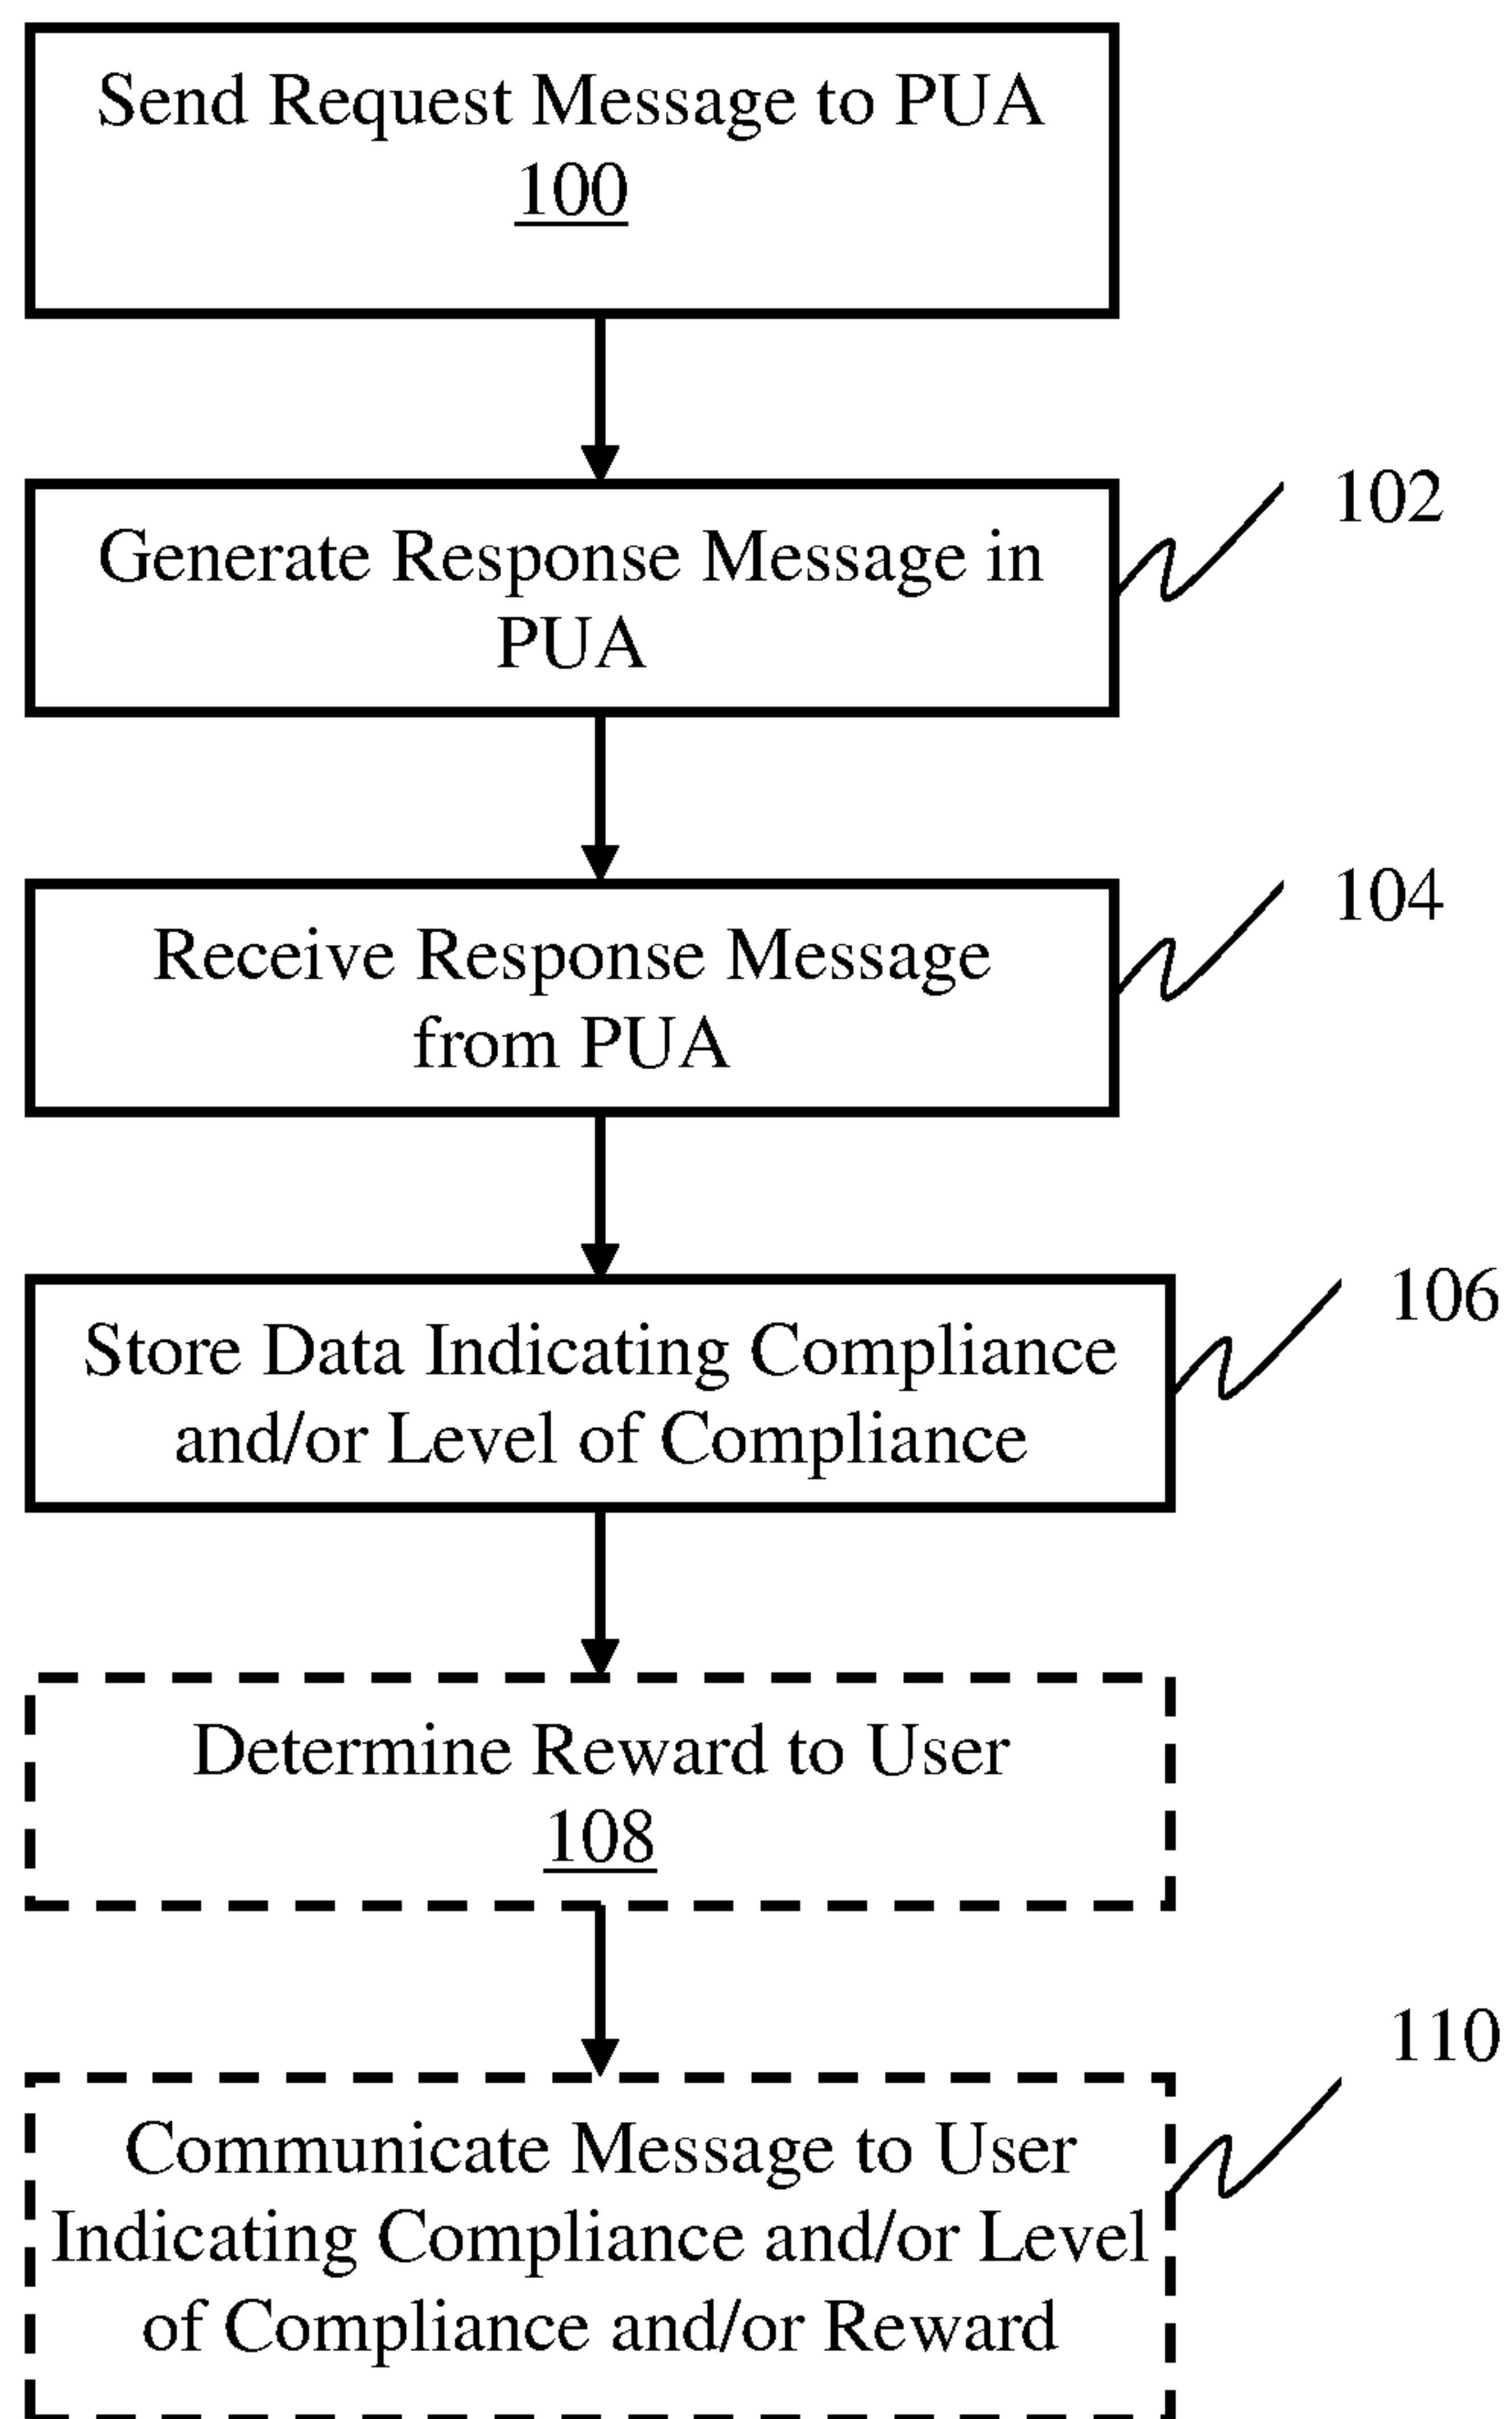 Send Request Message to PUA
100
Generate Response Message in
PUA
102
Receive Response Message
from PUA
104
Store Data Indicating Compliance
and/or Level of Compliance
106
Determine Reward to User
108
110
Communicate Message to User
Indicating Compliance and/or Level
of Compliance and/or Reward